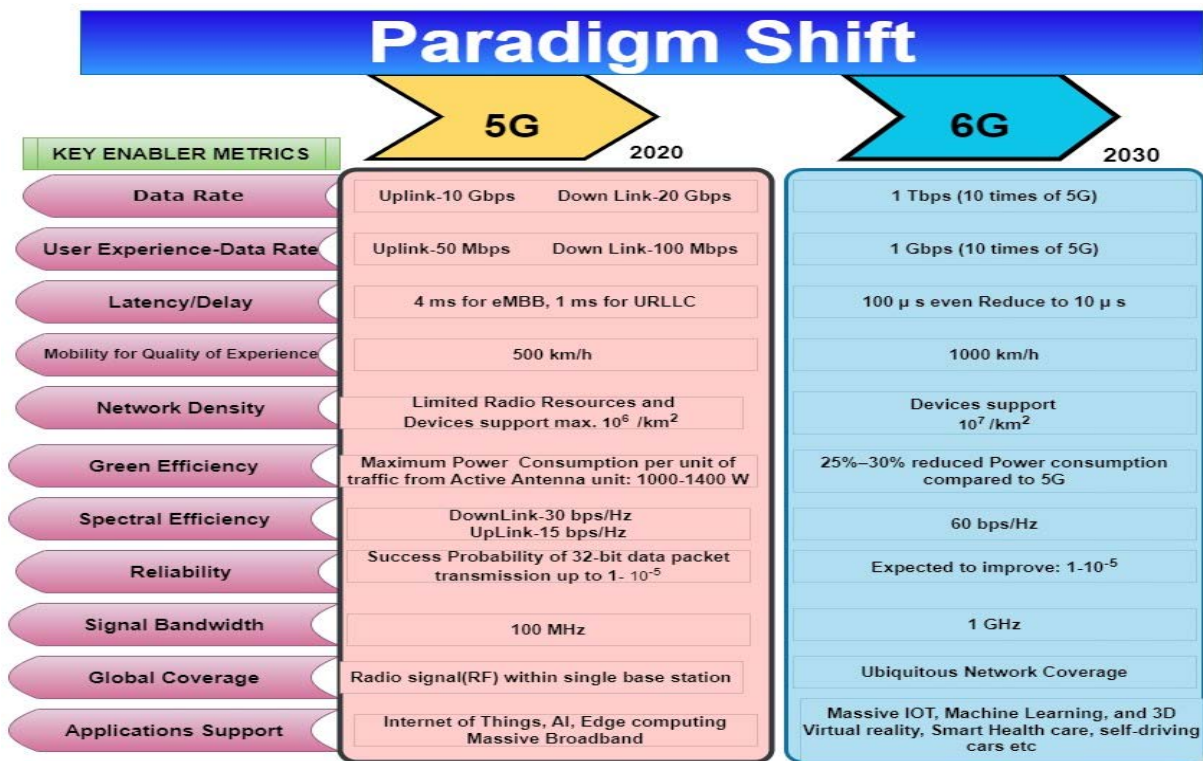 Paradigm Shift
5G
2020
6G
2030
KEY ENABLER METRICS
Data Rate
Uplink-10 Gbps Down Link-20 Gbps
1 Tbps (10 times of 5G)
User Experience-Data Rate
Uplink-50 Mbps Down Link-100 Mbps
1 Gbps (10 times of 5G)
Latency/Delay
4 ms for eMBB, 1 ms for URLLC
100 µ s even Reduce to 10 µ s
Mobility for Quality of Experience
500 km/h
1000 km/h
Network Density
Limited Radio Resources and
Devices support max. 10⁶ /km²
Devices support
10⁷ /km²
Green Efficiency
Maximum Power Consumption per unit of
traffic from Active Antenna unit: 1000-1400 W
25%–30% reduced Power consumption
compared to 5G
Spectral Efficiency
DownLink-30 bps/Hz
UpLink-15 bps/Hz
60 bps/Hz
Reliability
Success Probability of 32-bit data packet
transmission up to 1- 10⁻⁵
Expected to improve: 1-10⁻⁵
Signal Bandwidth
100 MHz
1 GHz
Global Coverage
Radio signal(RF) within single base station
Ubiquitous Network Coverage
Applications Support
Internet of Things, AI, Edge computing
Massive Broadband
Massive IOT, Machine Learning, and 3D
Virtual reality, Smart Health care, self-driving
cars etc